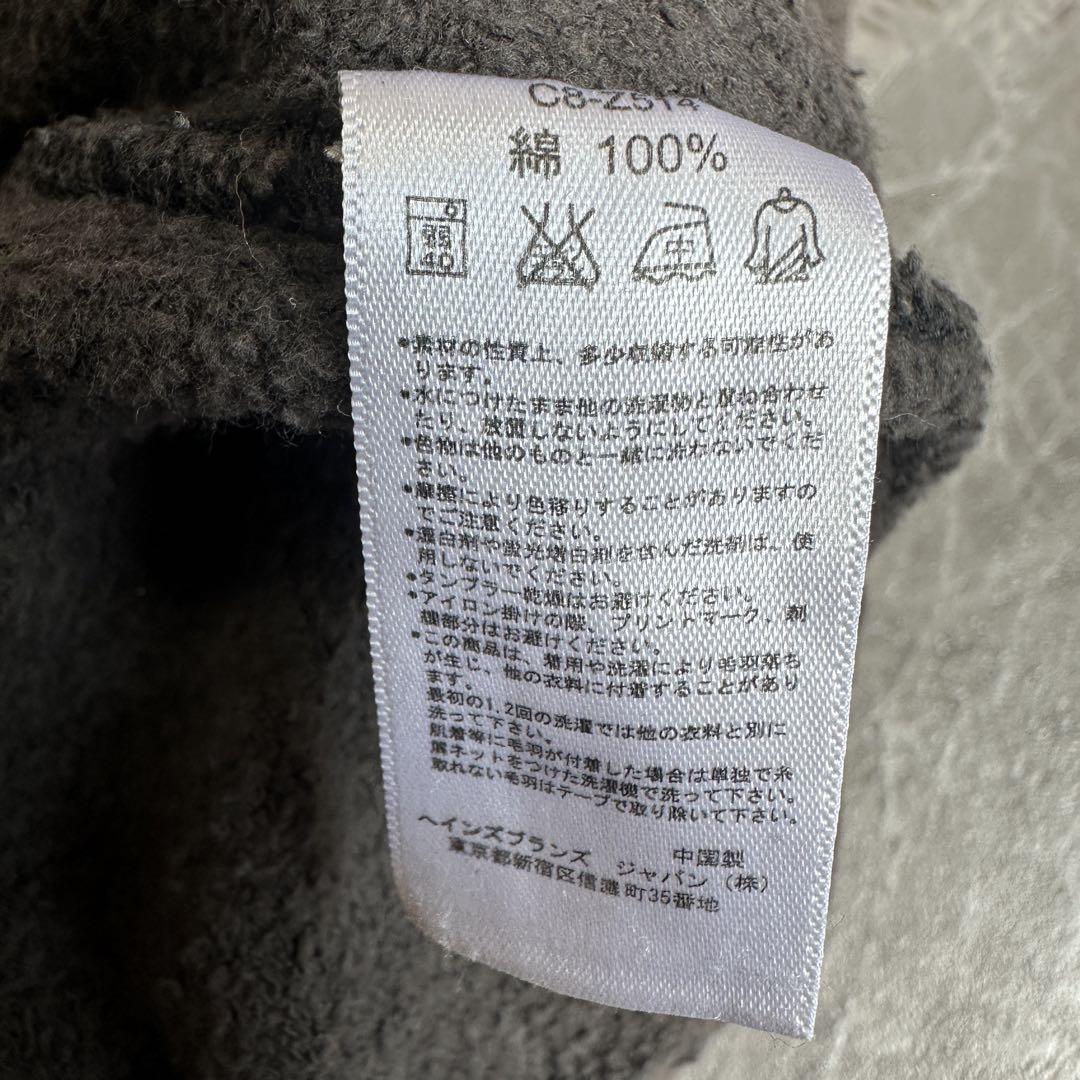 C8-Z514
綿 100%
弱
40
中
•素材の性質上、多少収縮する可能性があ
ります。
•水につけたまま他の洗濯物と重ね合わせ
たり、放置しないようにしてください。
•色物は他のものと一緒に洗わないでくだ
さい。
•摩擦により色移りすることがありますの
でご注意ください。
•漂白剤や蛍光増白剤を含んだ洗剤は、使
用しないでください。
•タンブラー乾燥はお避けください。
•アイロン掛けの際、プリントマーク、刺
繍部分はお避けください。
•この商品は、着用や洗濯により毛羽落ち
が生じ、他の衣料に付着することがあり
ます。
最初の1,2回の洗濯では他の衣料と別に
洗って下さい。
肌着等に毛羽が付着した場合は単独で糸
屑ネットをつけた洗濯機で洗って下さい。
取れない毛羽はテープで取り除いて下さい。
ヘインズブランズ ジャパン（株）
中国製
東京都新宿区信濃町35番地